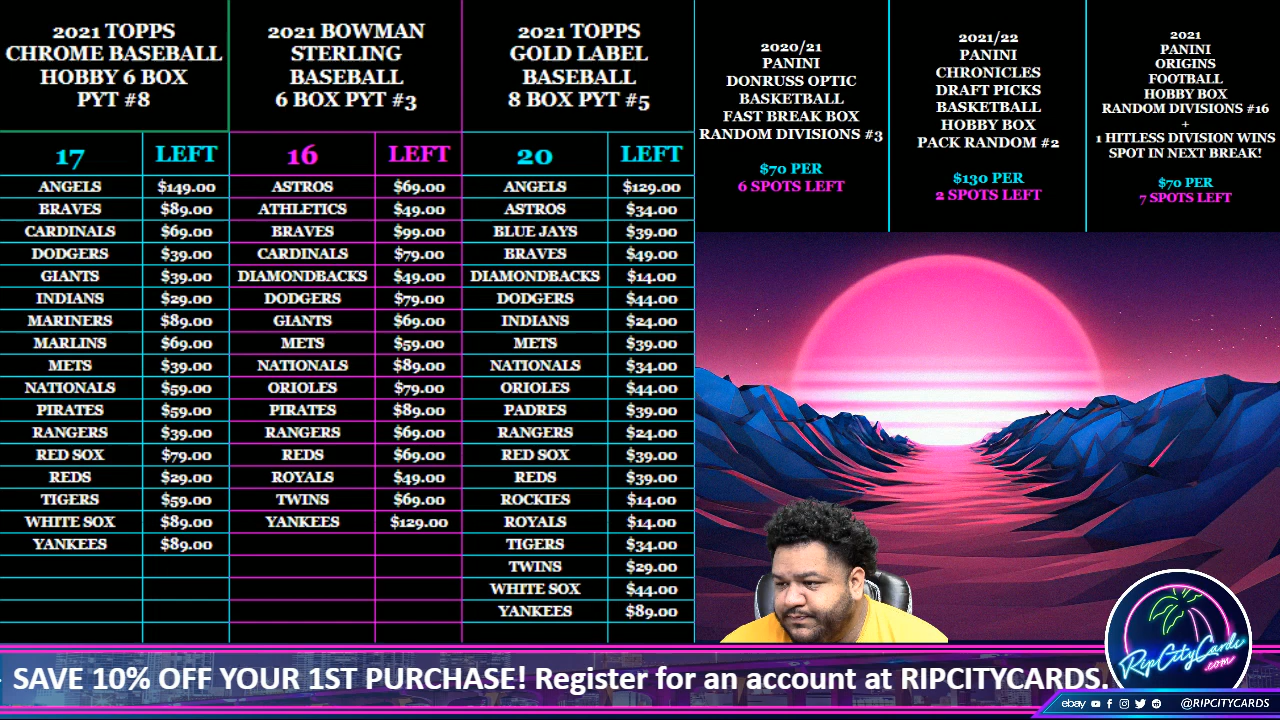 2021 TOPPS
CHROME BASEBALL
HOBBY 6 BOX
PYT #8
17 LEFT
ANGELS $149.00
BRAVES $89.00
CARDINALS $69.00
DODGERS $39.00
GIANTS $39.00
INDIANS $29.00
MARINERS $89.00
MARLINS $69.00
METS $39.00
NATIONALS $59.00
PIRATES $59.00
RANGERS $39.00
RED SOX $79.00
REDS $29.00
TIGERS $59.00
WHITE SOX $89.00
YANKEES $89.00
2021 BOWMAN
STERLING
BASEBALL
6 BOX PYT #3
16 LEFT
ASTROS $69.00
ATHLETICS $49.00
BRAVES $99.00
CARDINALS $79.00
DIAMONDBACKS $49.00
DODGERS $79.00
GIANTS $69.00
METS $59.00
NATIONALS $89.00
ORIOLES $79.00
PIRATES $89.00
RANGERS $69.00
REDS $69.00
ROYALS $49.00
TWINS $69.00
YANKEES $129.00
2021 TOPPS
GOLD LABEL
BASEBALL
8 BOX PYT #5
20 LEFT
ANGELS $129.00
ASTROS $34.00
BLUE JAYS $39.00
BRAVES $49.00
DIAMONDBACKS $14.00
DODGERS $44.00
INDIANS $24.00
METS $39.00
NATIONALS $34.00
ORIOLES $44.00
PADRES $39.00
RANGERS $24.00
RED SOX $39.00
REDS $39.00
ROCKIES $14.00
ROYALS $14.00
TIGERS $34.00
TWINS $29.00
WHITE SOX $44.00
YANKEES $89.00
2020/21
PANINI
DONRUSS OPTIC
BASKETBALL
FAST BREAK BOX
RANDOM DIVISIONS #3
$70 PER
6 SPOTS LEFT
2021/22
PANINI
CHRONICLES
DRAFT PICKS
BASKETBALL
HOBBY BOX
PACK RANDOM #2
$130 PER
2 SPOTS LEFT
2021
PANINI
ORIGINS
FOOTBALL
HOBBY BOX
RANDOM DIVISIONS #16
+
1 HITLESS DIVISION WINS
SPOT IN NEXT BREAK!
$70 PER
7 SPOTS LEFT
RipCityCards
.com
SAVE 10% OFF YOUR 1ST PURCHASE! Register for an account at RIPCITYCARDS.
ebay @RIPCITYCARDS